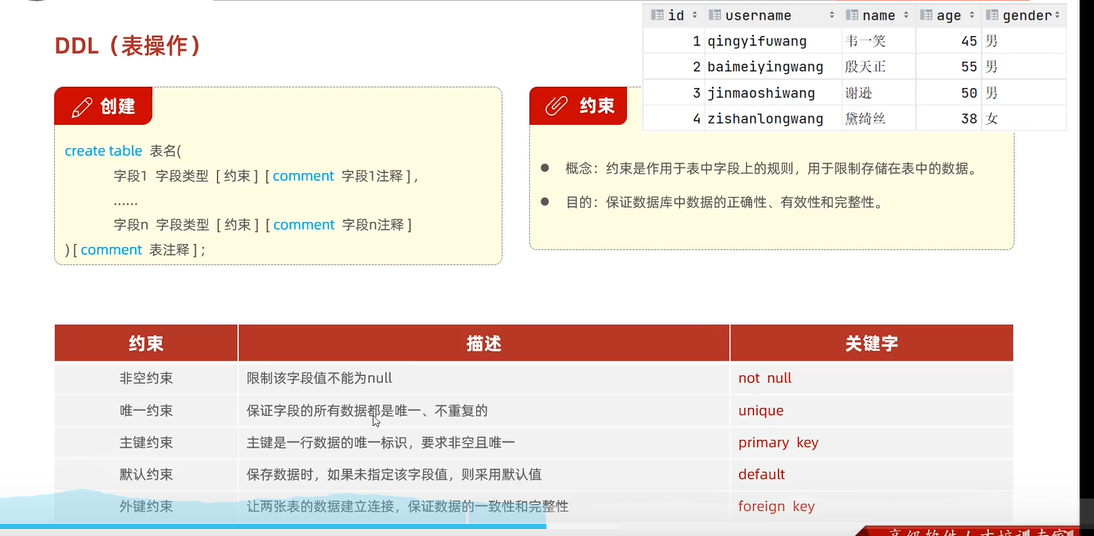 DDL（表操作）
id username name age gender
1 qingyifuwang 韦一笑 45 男
2 baimeiyingwang 殷天正 55 男
3 jinmaoshiwang 谢逊 50 男
4 zishanlongwang 黛绮丝 38 女
创建
create table 表名(
字段1 字段类型 [ 约束 ] [ comment 字段1注释 ] ,
......
字段n 字段类型 [ 约束 ] [ comment 字段n注释 ]
) [ comment 表注释 ] ;
约束
● 概念：约束是作用于表中字段上的规则，用于限制存储在表中的数据。
● 目的：保证数据库中数据的正确性、有效性和完整性。
约束 描述 关键字
非空约束 限制该字段值不能为null not null
唯一约束 保证字段的所有数据都是唯一、不重复的 unique
主键约束 主键是一行数据的唯一标识，要求非空且唯一 primary key
默认约束 保存数据时，如果未指定该字段值，则采用默认值 default
外键约束 让两张表的数据建立连接，保证数据的一致性和完整性 foreign key
高级软件人才培训专家